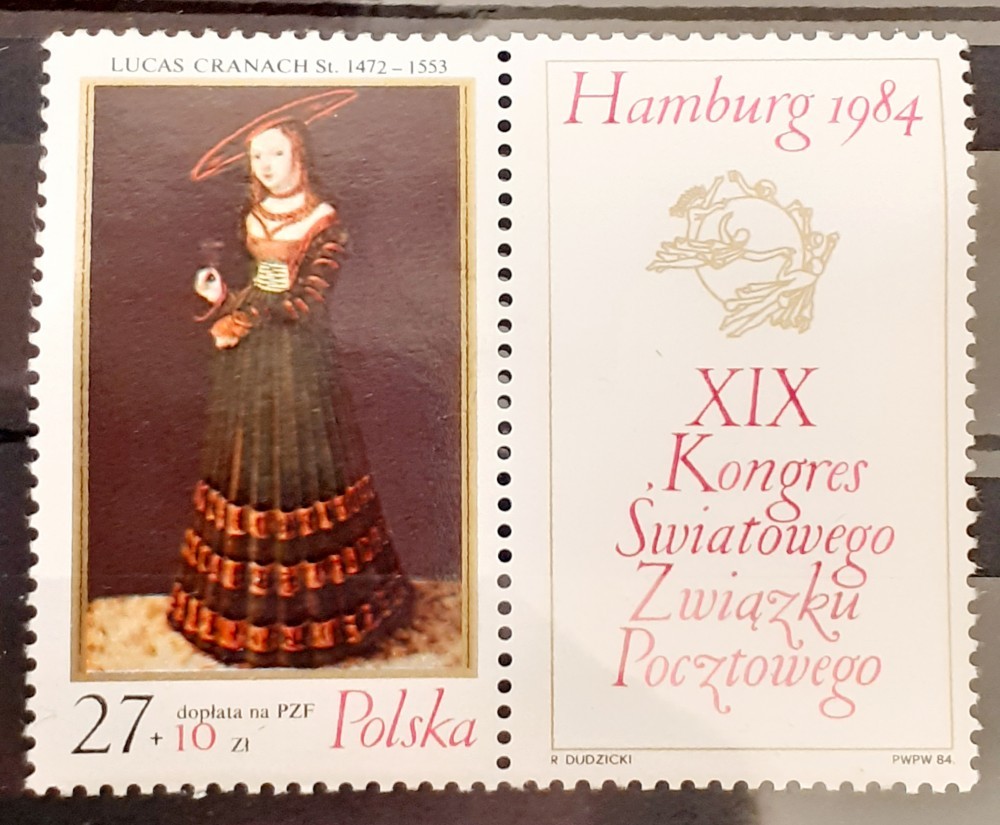 LUCAS CRANACH St. 1472–1553
27 + 10 Zł
dopłata na PZF
Polska
Hamburg 1984
XIX
Kongres
Światowego
Związku
Pocztowego
R DUDZICKI
PWPW 84.